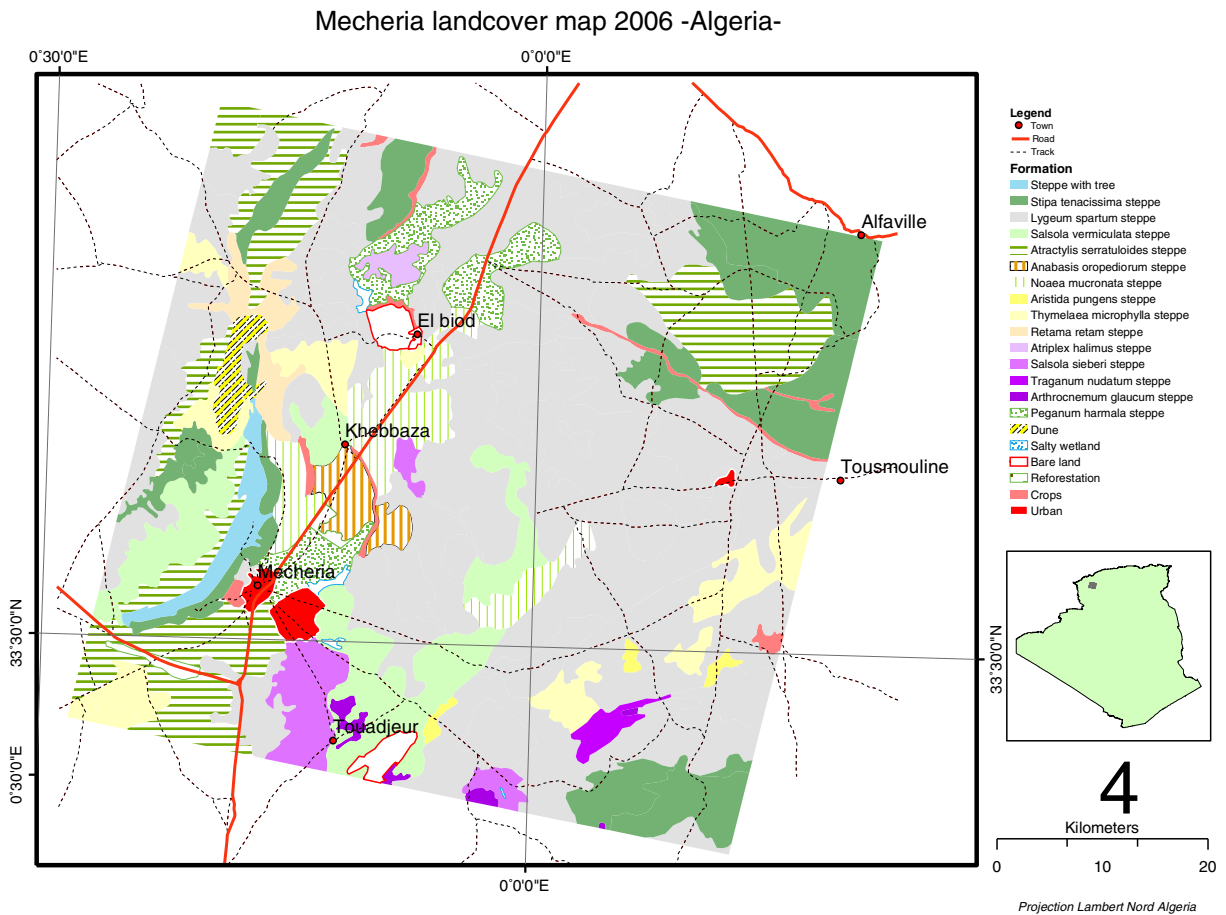 Mecheria landcover map 2006 -Algeria-
0°30'0"E
0°0'0"E
Legend
Town
Road
Track
Formation
Steppe with tree
Stipa tenacissima steppe
Lygeum spartum steppe
Salsola vermiculata steppe
Atractylis serratuloides steppe
Anabasis oropediorum steppe
Noaea mucronata steppe
Aristida pungens steppe
Thymelaea microphylla steppe
Retama retam steppe
Atriplex halimus steppe
Salsola sieberi steppe
Traganum nudatum steppe
Arthrocnemum glaucum steppe
Peganum harmala steppe
Dune
Salty wetland
Bare land
Reforestation
Crops
Urban
Alfaville
El biod
Khebbaza
Tousmouline
Mecheria
Touadjeur
33°30'0"N
33°30'0"N
0°30'0"E
0°0'0"E
4
Kilometers
0 10 20
Projection Lambert Nord Algeria